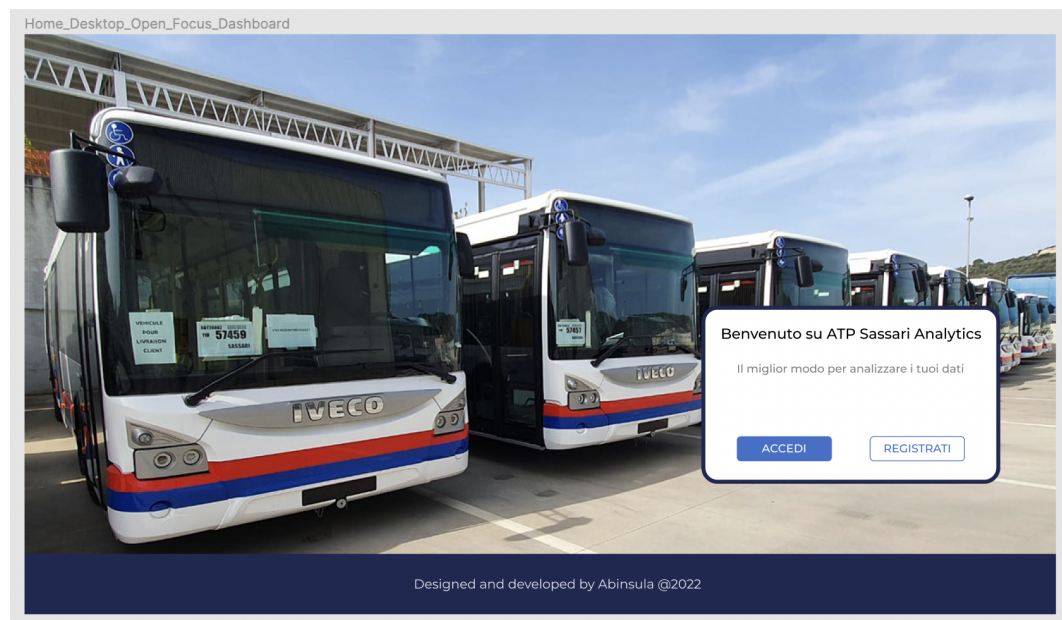 Home_Desktop_Open_Focus_Dashboard
VEHICULE
POUR
LIVRAISON
CLIENT
57459
SASSARI
IVECO
57457
IVECO
Benvenuto su ATP Sassari Analytics
Il miglior modo per analizzare i tuoi dati
ACCEDI
REGISTRATI
Designed and developed by Abinsula @2022